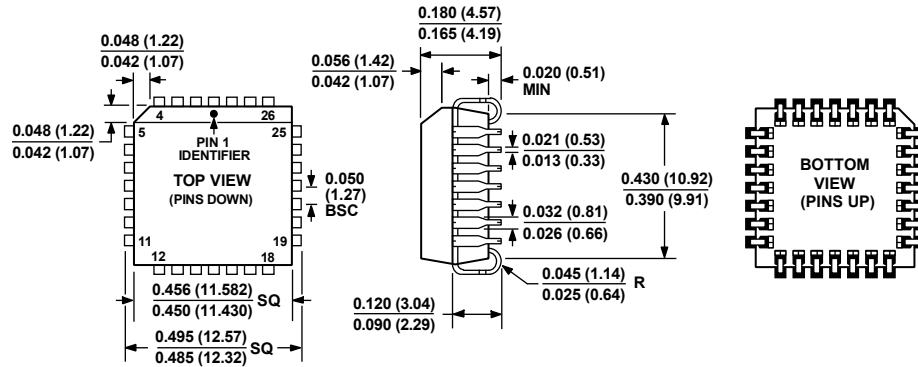 0.048 (1.22)
0.042 (1.07)
0.048 (1.22)
0.042 (1.07)
4
26
5
25
PIN 1
IDENTIFIER
TOP VIEW
(PINS DOWN)
11
19
12
18
0.050
(1.27)
BSC
0.456 (11.582)
0.450 (11.430)
SQ
0.495 (12.57)
0.485 (12.32)
SQ
0.180 (4.57)
0.165 (4.19)
0.056 (1.42)
0.042 (1.07)
0.020 (0.51)
MIN
0.021 (0.53)
0.013 (0.33)
0.032 (0.81)
0.026 (0.66)
0.430 (10.92)
0.390 (9.91)
0.045 (1.14)
0.025 (0.64)
R
0.120 (3.04)
0.090 (2.29)
BOTTOM
VIEW
(PINS UP)